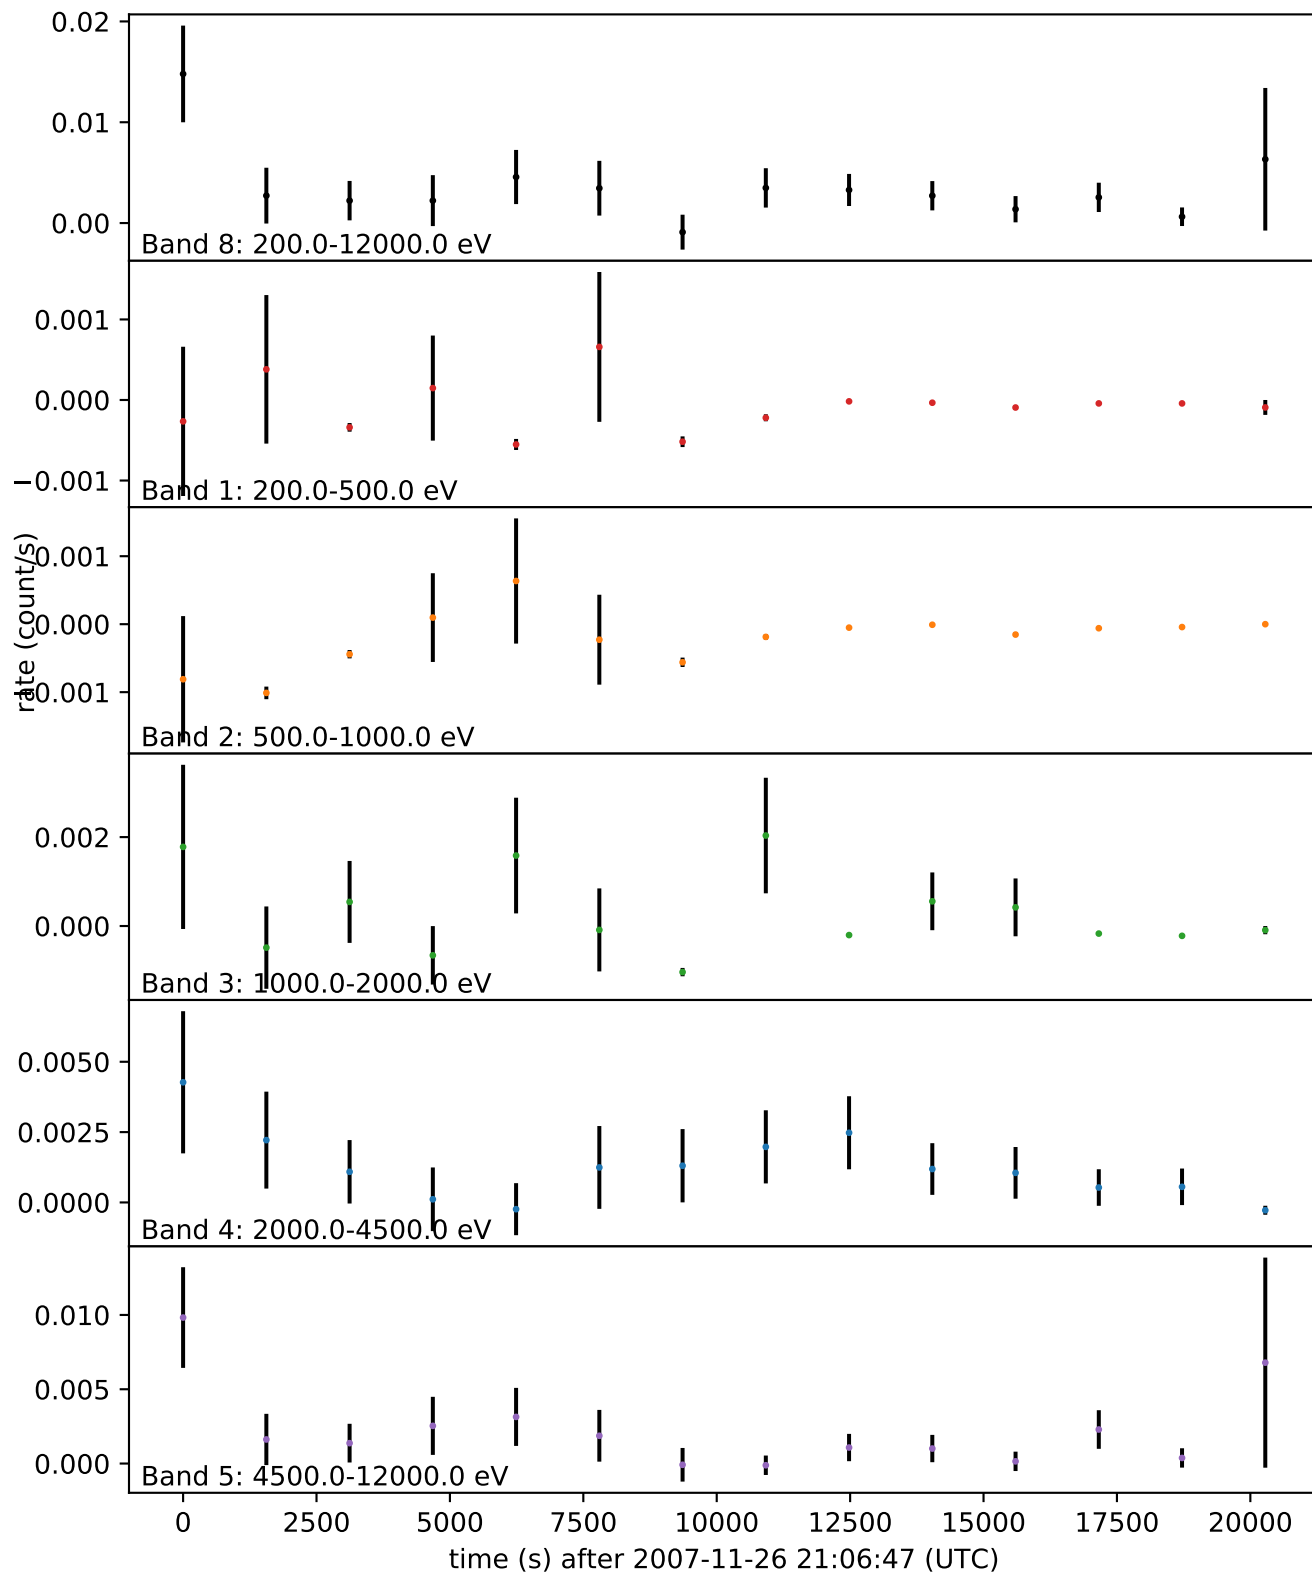 0.02
0.01
0.00
Band 8: 200.0-12000.0 eV
0.001
0.000
−0.001
Band 1: 200.0-500.0 eV
rate (count/s)
0.001
0.000
−0.001
Band 2: 500.0-1000.0 eV
0.002
0.000
Band 3: 1000.0-2000.0 eV
0.0050
0.0025
0.0000
Band 4: 2000.0-4500.0 eV
0.010
0.005
0.000
Band 5: 4500.0-12000.0 eV
0 2500 5000 7500 10000 12500 15000 17500 20000
time (s) after 2007-11-26 21:06:47 (UTC)